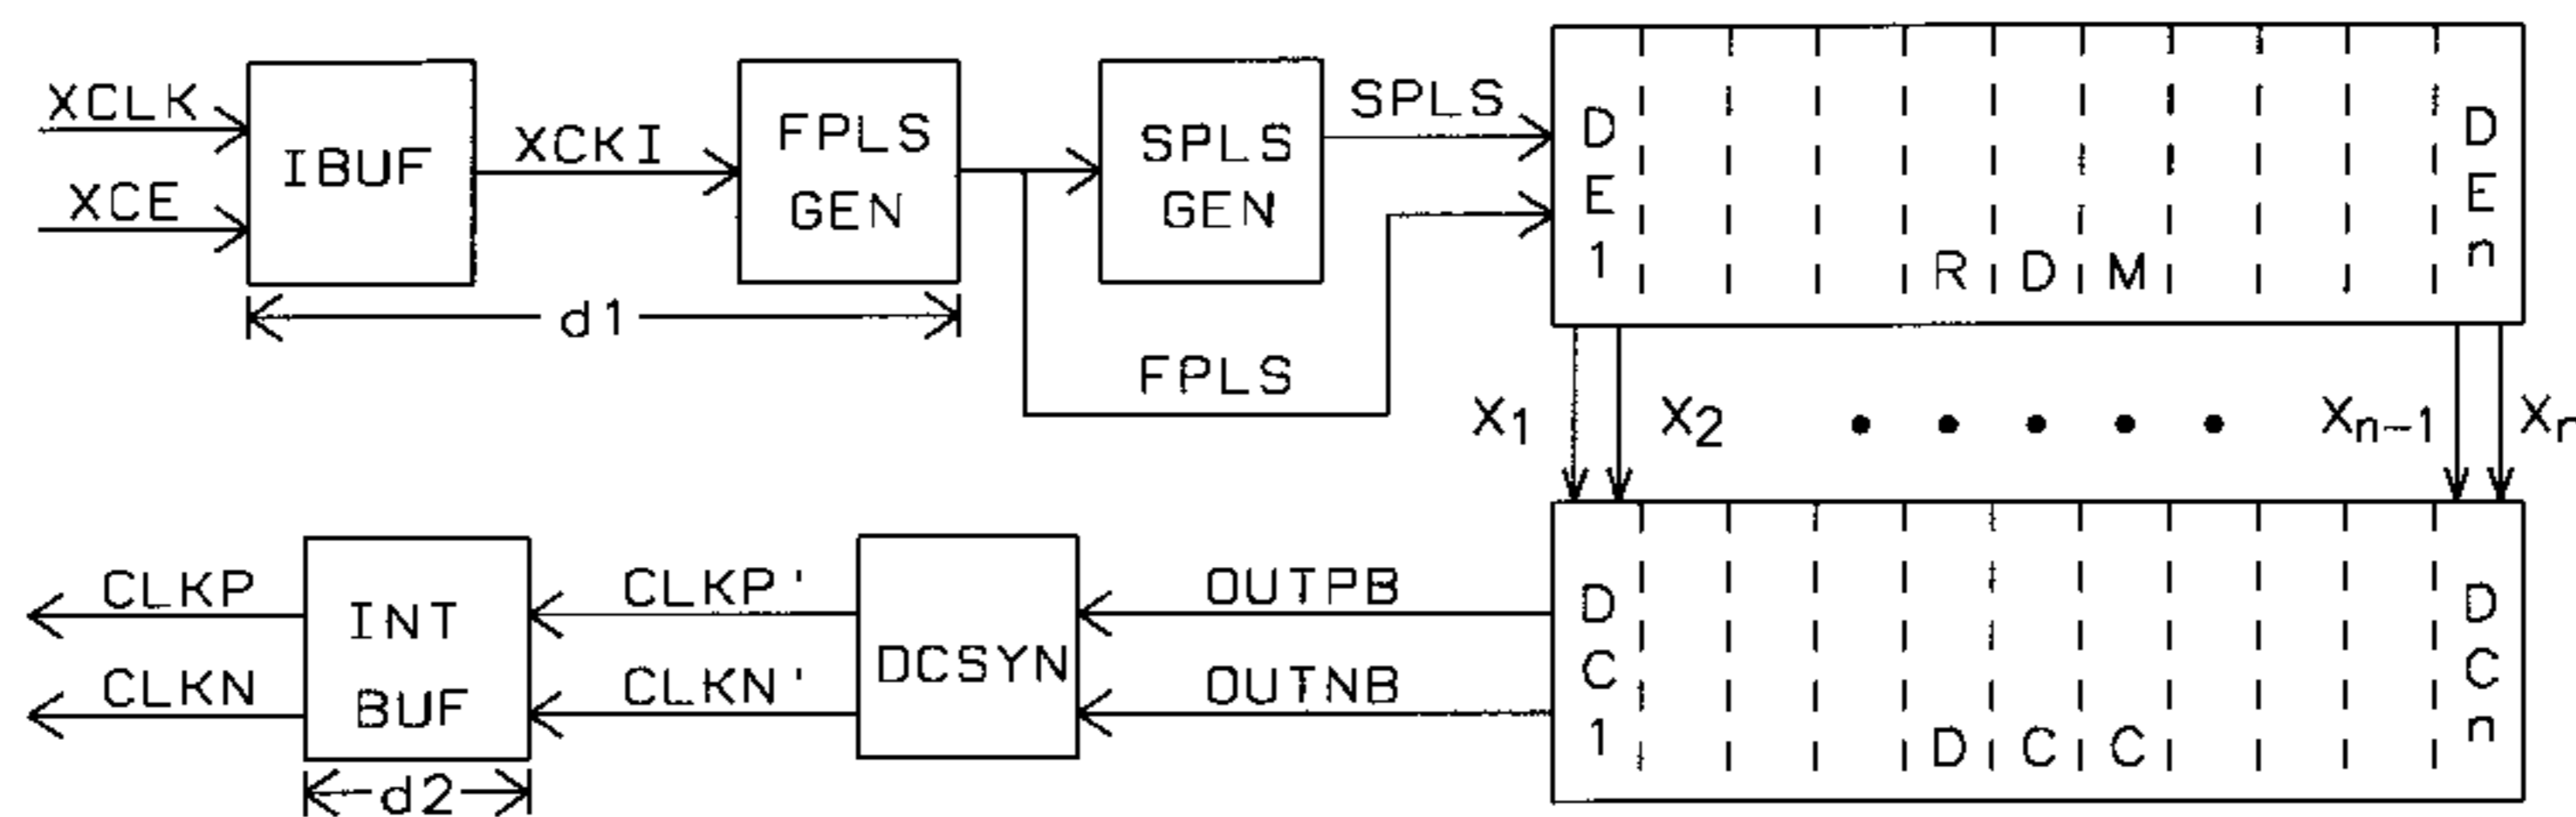 XCLK
XCE
IBUF
XCKI
FPLS
GEN
SPLS
GEN
SPLS
FPLS
d1
D
E
1
R D M
D
E
n
X1
X2
Xn-1
Xn
CLKP
CLKN
INT
BUF
d2
CLKP'
CLKN'
DCSYN
OUTPB
OUTNB
D
C
1
D C C
D
C
n